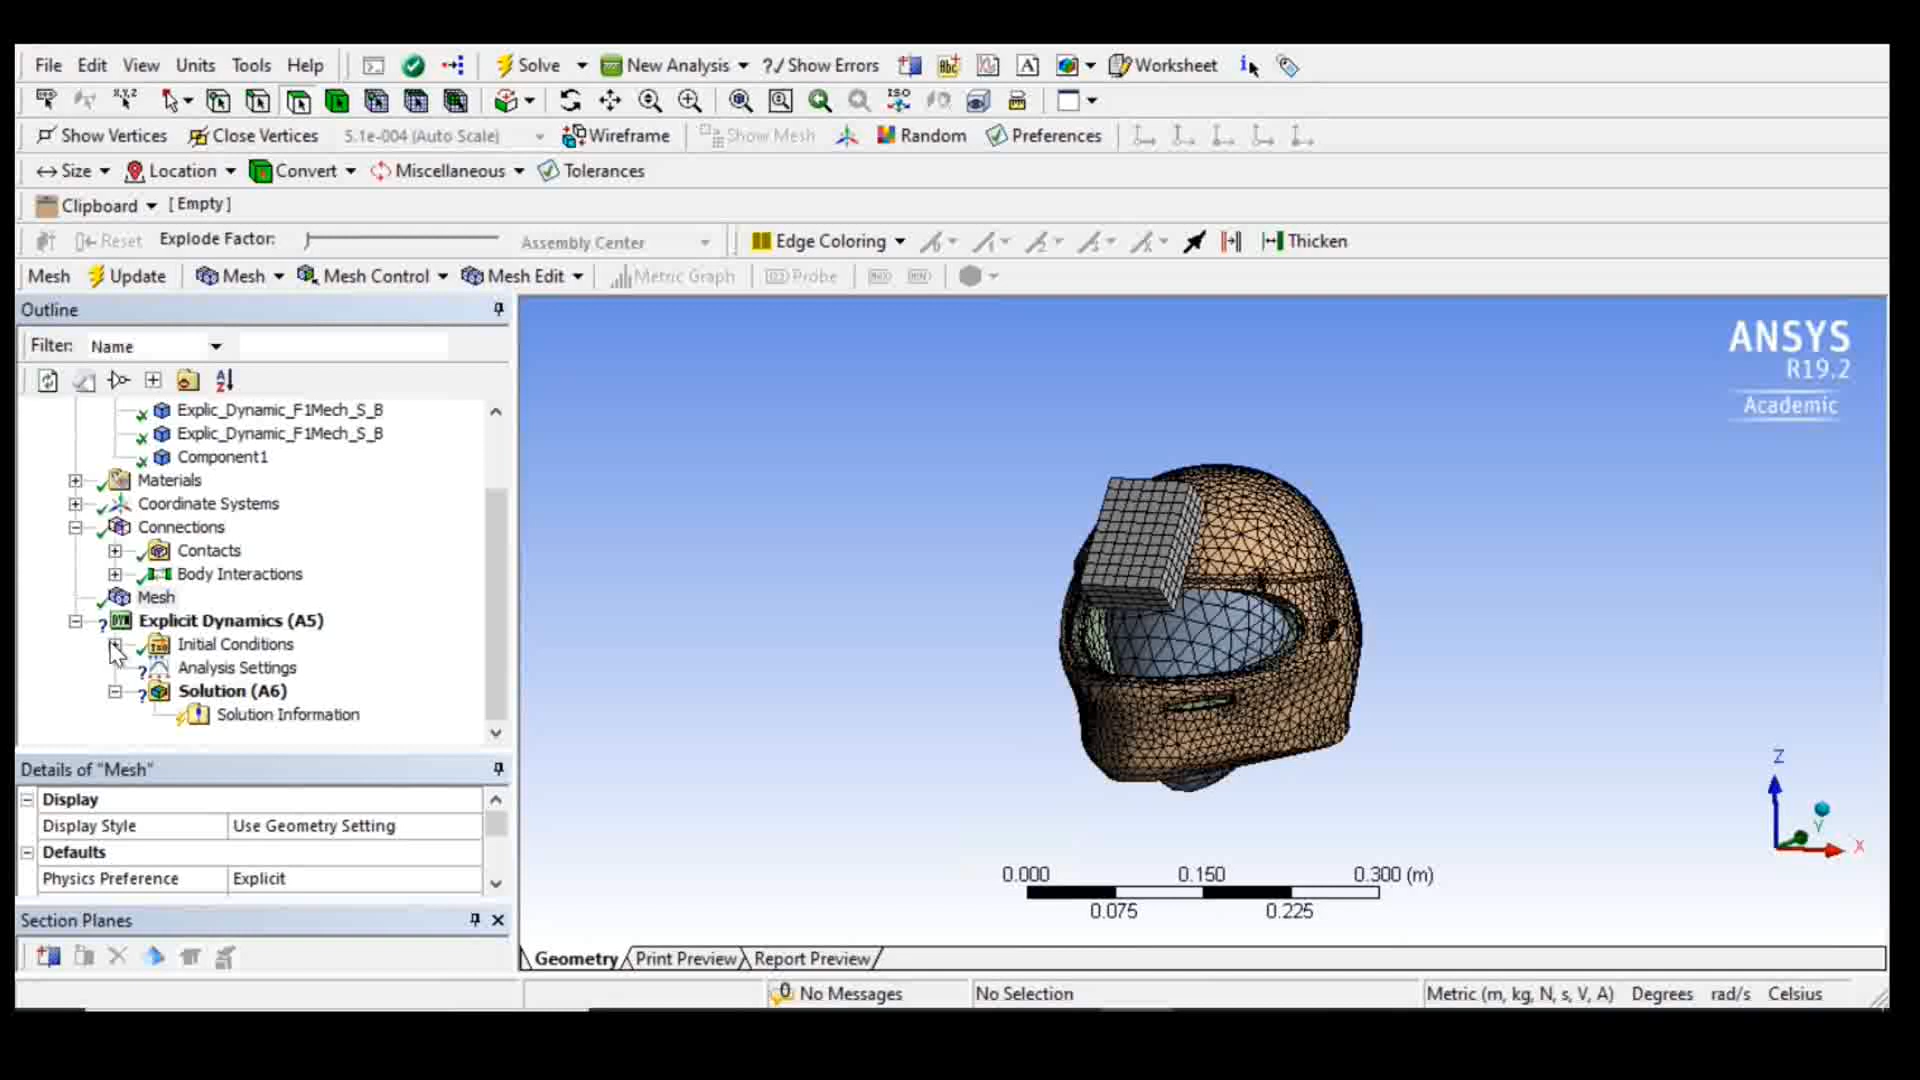 File Edit View Units Tools Help Solve New Analysis ?/ Show Errors Worksheet
ISO
Show Vertices Close Vertices 5.1e-004 (Auto Scale) Wireframe Show Mesh Random Preferences
Size Location Convert Miscellaneous Tolerances
Clipboard [ Empty ]
Reset Explode Factor: Assembly Center Edge Coloring Thicken
Mesh Update Mesh Mesh Control Mesh Edit Metric Graph Probe
Outline
Filter: Name
Explic_Dynamic_F1Mech_S_B
Explic_Dynamic_F1Mech_S_B
Component1
Materials
Coordinate Systems
Connections
Contacts
Body Interactions
Mesh
Explicit Dynamics (A5)
Initial Conditions
Analysis Settings
Solution (A6)
Solution Information
Details of "Mesh"
Display
Display Style Use Geometry Setting
Defaults
Physics Preference Explicit
Section Planes
ANSYS
R19.2
Academic
0.000 0.150 0.300 (m)
0.075 0.225
Z
Y
X
Geometry Print Preview Report Preview
0 No Messages No Selection Metric (m, kg, N, s, V, A) Degrees rad/s Celsius